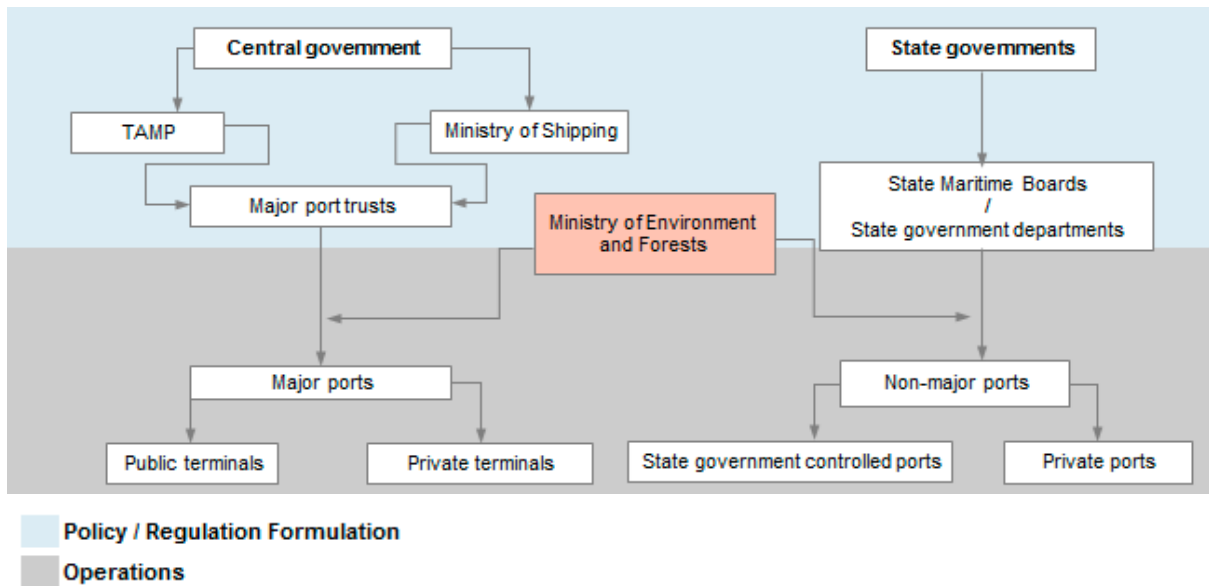 Central government
State governments
TAMP
Ministry of Shipping
Major port trusts
Ministry of Environment
and Forests
State Maritime Boards
/
State government departments
Major ports
Non-major ports
Public terminals
Private terminals
State government controlled ports
Private ports
Policy / Regulation Formulation
Operations